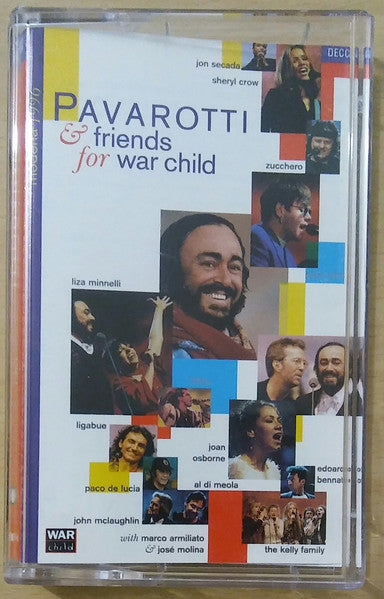 jon secada
sheryl crow
DECCA
PAVAROTTI
& friends
for war child
zucchero
modena 1996
liza minnelli
ligabue
joan
osborne
edoardo
paco de lucia
al di meola
john mclaughlin
with marco armiliato
& josé molina
the kelly family
WAR
child